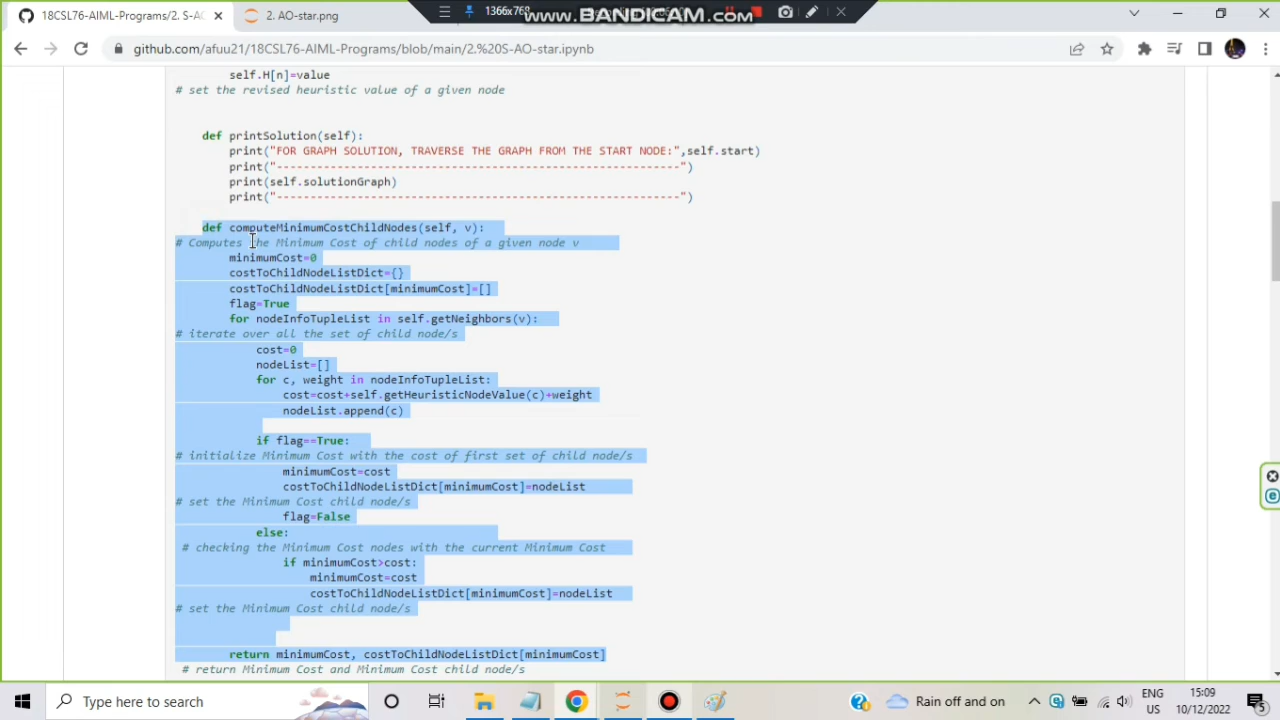 2. S-AO-star.ipynb
18CSL76-AIML-Programs/2. S-AO
2. AO-star.png
1366x768
www.BANDICAM.com
github.com/afuu21/18CSL76-AIML-Programs/blob/main/2.%20S-AO-star.ipynb
self.H[n]=value
# set the revised heuristic value of a given node
def printSolution(self):
print("FOR GRAPH SOLUTION, TRAVERSE THE GRAPH FROM THE START NODE:",self.start)
print("------------------------------------------------------------")
print(self.solutionGraph)
print("------------------------------------------------------------")
def computeMinimumCostChildNodes(self, v):
# Computes the Minimum Cost of child nodes of a given node v
minimumCost=0
costToChildNodeListDict={}
costToChildNodeListDict[minimumCost]=[]
flag=True
for nodeInfoTupleList in self.getNeighbors(v):
# iterate over all the set of child node/s
cost=0
nodeList=[]
for c, weight in nodeInfoTupleList:
cost=cost+self.getHeuristicNodeValue(c)+weight
nodeList.append(c)
if flag==True:
# initialize Minimum Cost with the cost of first set of child node/s
minimumCost=cost
costToChildNodeListDict[minimumCost]=nodeList
# set the Minimum Cost child node/s
flag=False
else:
# checking the Minimum Cost nodes with the current Minimum Cost
if minimumCost>cost:
minimumCost=cost
costToChildNodeListDict[minimumCost]=nodeList
# set the Minimum Cost child node/s
return minimumCost, costToChildNodeListDict[minimumCost]
# return Minimum Cost and Minimum Cost child node/s
Type here to search
Rain off and on
ENG
US
15:09
10/12/2022
5